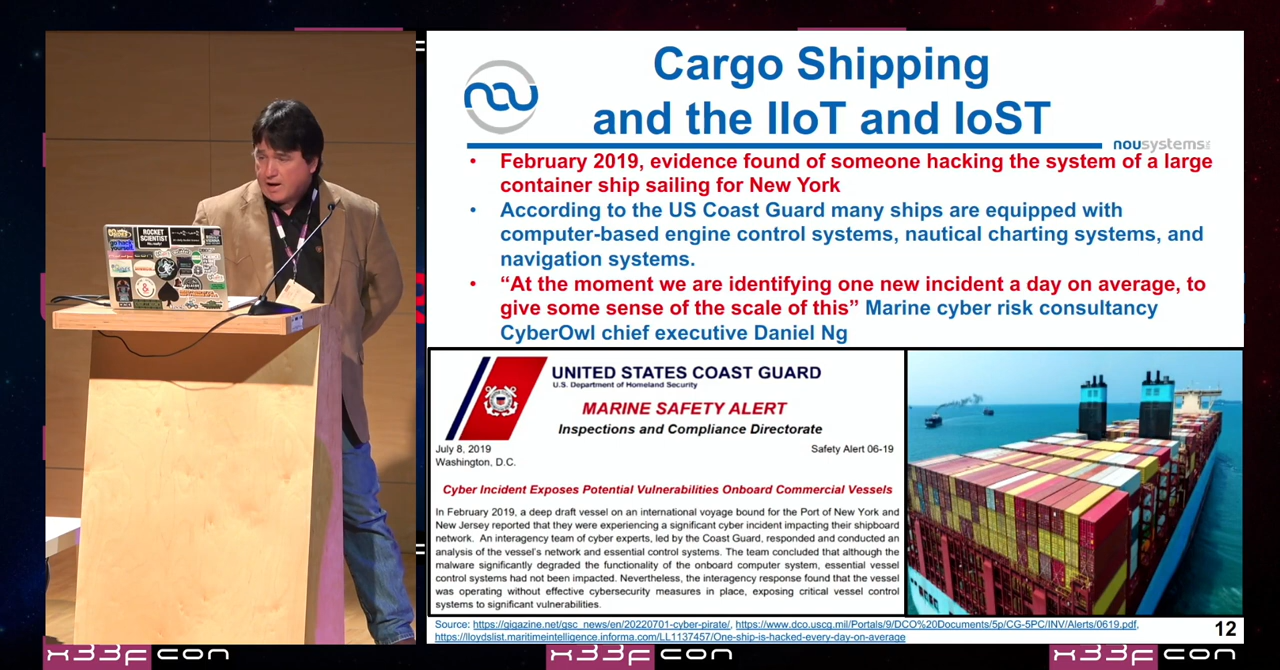 Cargo Shipping
and the IIoT and IoST
nou
nousystems
• February 2019, evidence found of someone hacking the system of a large
container ship sailing for New York
• According to the US Coast Guard many ships are equipped with
computer-based engine control systems, nautical charting systems, and
navigation systems.
• “At the moment we are identifying one new incident a day on average, to
give some sense of the scale of this” Marine cyber risk consultancy
CyberOwl chief executive Daniel Ng
UNITED STATES COAST GUARD
U.S. Department of Homeland Security
MARINE SAFETY ALERT
Inspections and Compliance Directorate
July 8, 2019
Safety Alert 06-19
Washington, D.C.
Cyber Incident Exposes Potential Vulnerabilities Onboard Commercial Vessels
In February 2019, a deep draft vessel on an international voyage bound for the Port of New York and
New Jersey reported that they were experiencing a significant cyber incident impacting their shipboard
network. An interagency team of cyber experts, led by the Coast Guard, responded and conducted an
analysis of the vessel's network and essential control systems. The team concluded that although the
malware significantly degraded the functionality of the onboard computer system, essential vessel
control systems had not been impacted. Nevertheless, the interagency response found that the vessel
was operating without effective cybersecurity measures in place, exposing critical vessel control
systems to significant vulnerabilities.
Source: https://gigazine.net/gsc_news/en/20220701-cyber-pirate/, https://www.dco.uscg.mil/Portals/9/DCO%20Documents/5p/CG-5PC/INV/Alerts/0619.pdf,
https://lloydslist.maritimeintelligence.informa.com/LL1137457/One-ship-is-hacked-every-day-on-average
12
ROCKET
SCIENTIST
go hack
yourself
x33fcon
x33fcon
x33fcon